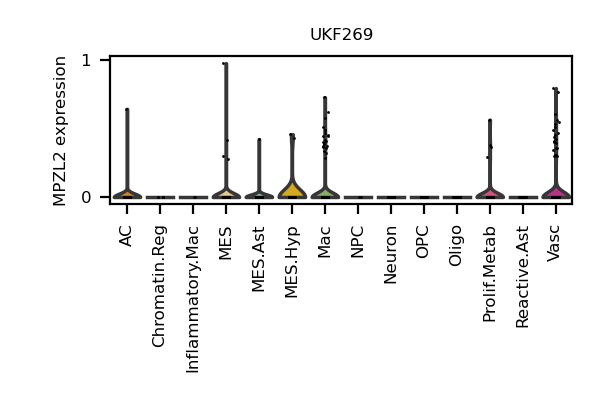 UKF269
MPZL2 expression
1
0
AC
Chromatin.Reg
Inflammatory.Mac
MES
MES.Ast
MES.Hyp
Mac
NPC
Neuron
OPC
Oligo
Prolif.Metab
Reactive.Ast
Vasc